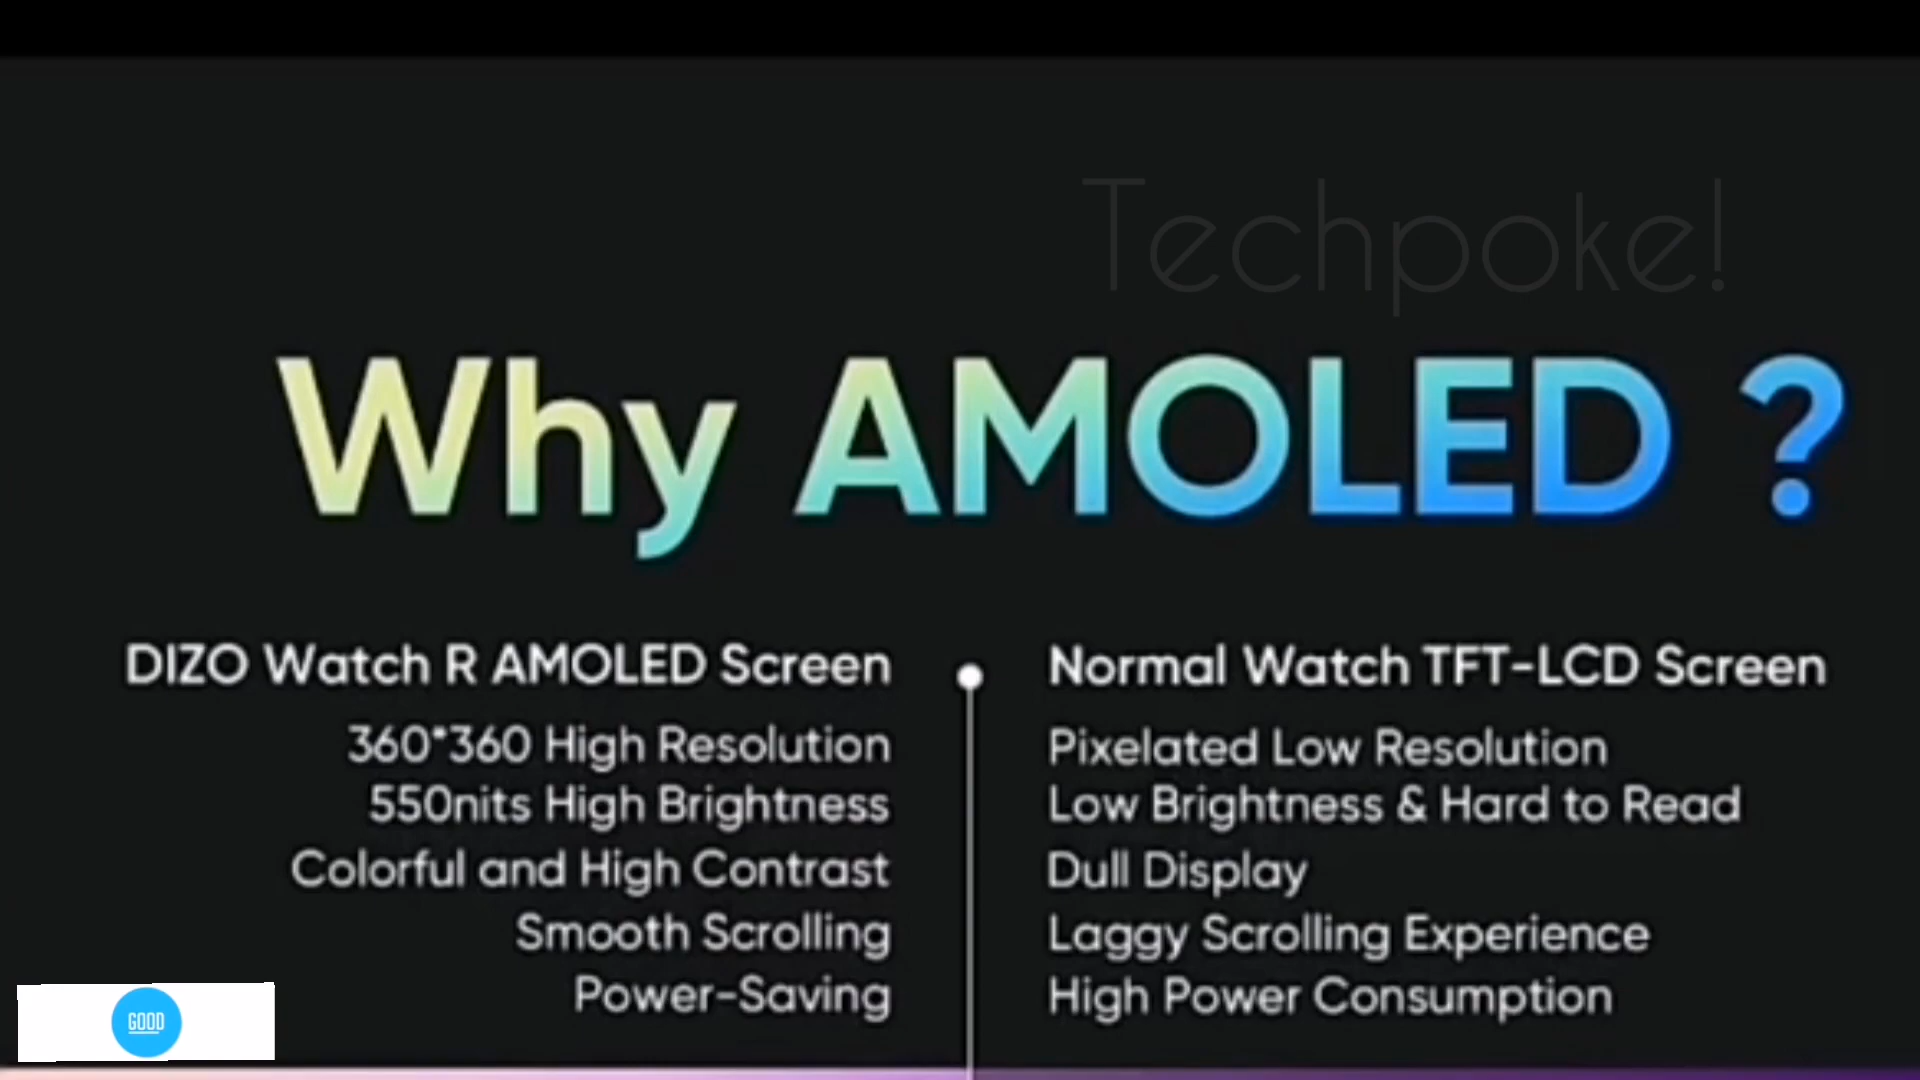 Techpoke!
Why AMOLED ?
DIZO Watch R AMOLED Screen
360*360 High Resolution
550nits High Brightness
Colorful and High Contrast
Smooth Scrolling
Power-Saving
Normal Watch TFT-LCD Screen
Pixelated Low Resolution
Low Brightness & Hard to Read
Dull Display
Laggy Scrolling Experience
High Power Consumption
GOOD